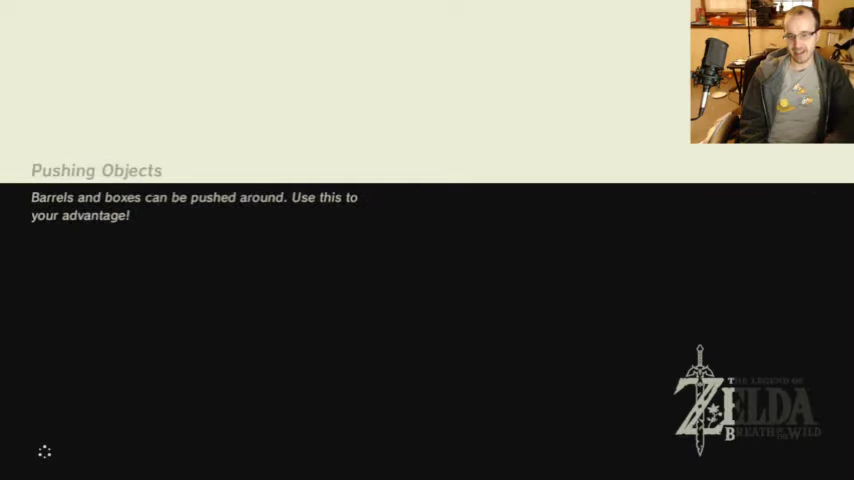 Pushing Objects
Barrels and boxes can be pushed around. Use this to
your advantage!
THE LEGEND OF
ZELDA
BREATH OF THE WILD